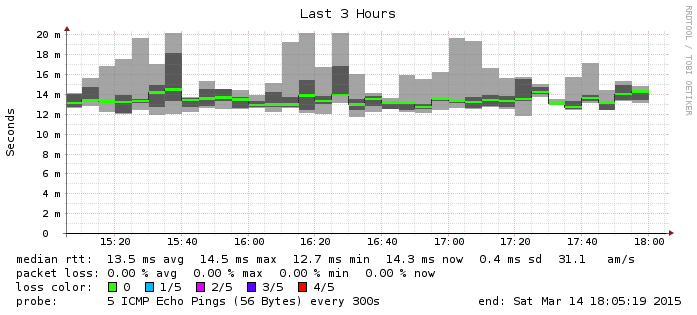 Last 3 Hours
RRDTOOL / TOBI OETIKER
Seconds
20 m
18 m
16 m
14 m
12 m
10 m
8 m
6 m
4 m
2 m
0
15:20 15:40 16:00 16:20 16:40 17:00 17:20 17:40 18:00
median rtt: 13.5 ms avg 14.5 ms max 12.7 ms min 14.3 ms now 0.4 ms sd 31.1 am/s
packet loss: 0.00 % avg 0.00 % max 0.00 % min 0.00 % now
loss color: 0 1/5 2/5 3/5 4/5
probe: 5 ICMP Echo Pings (56 Bytes) every 300s end: Sat Mar 14 18:05:19 2015